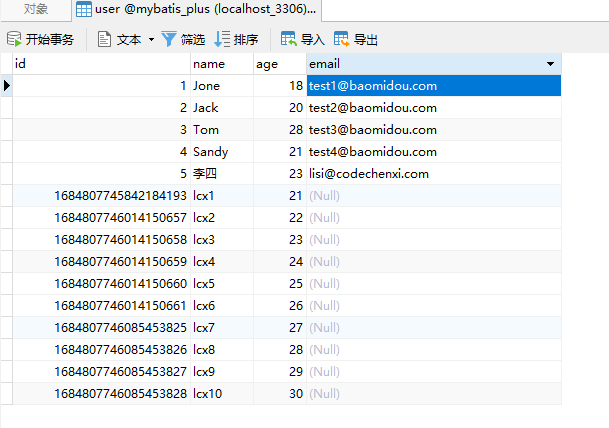 对象 user @mybatis_plus (localhost_3306)...
开始事务 文本 筛选 排序 导入 导出
id name age email
1 Jone 18 test1@baomidou.com
2 Jack 20 test2@baomidou.com
3 Tom 28 test3@baomidou.com
4 Sandy 21 test4@baomidou.com
5 李四 23 lisi@codechenxi.com
1684807745842184193 lcx1 21 (Null)
1684807746014150657 lcx2 22 (Null)
1684807746014150658 lcx3 23 (Null)
1684807746014150659 lcx4 24 (Null)
1684807746014150660 lcx5 25 (Null)
1684807746014150661 lcx6 26 (Null)
1684807746085453825 lcx7 27 (Null)
1684807746085453826 lcx8 28 (Null)
1684807746085453827 lcx9 29 (Null)
1684807746085453828 lcx10 30 (Null)